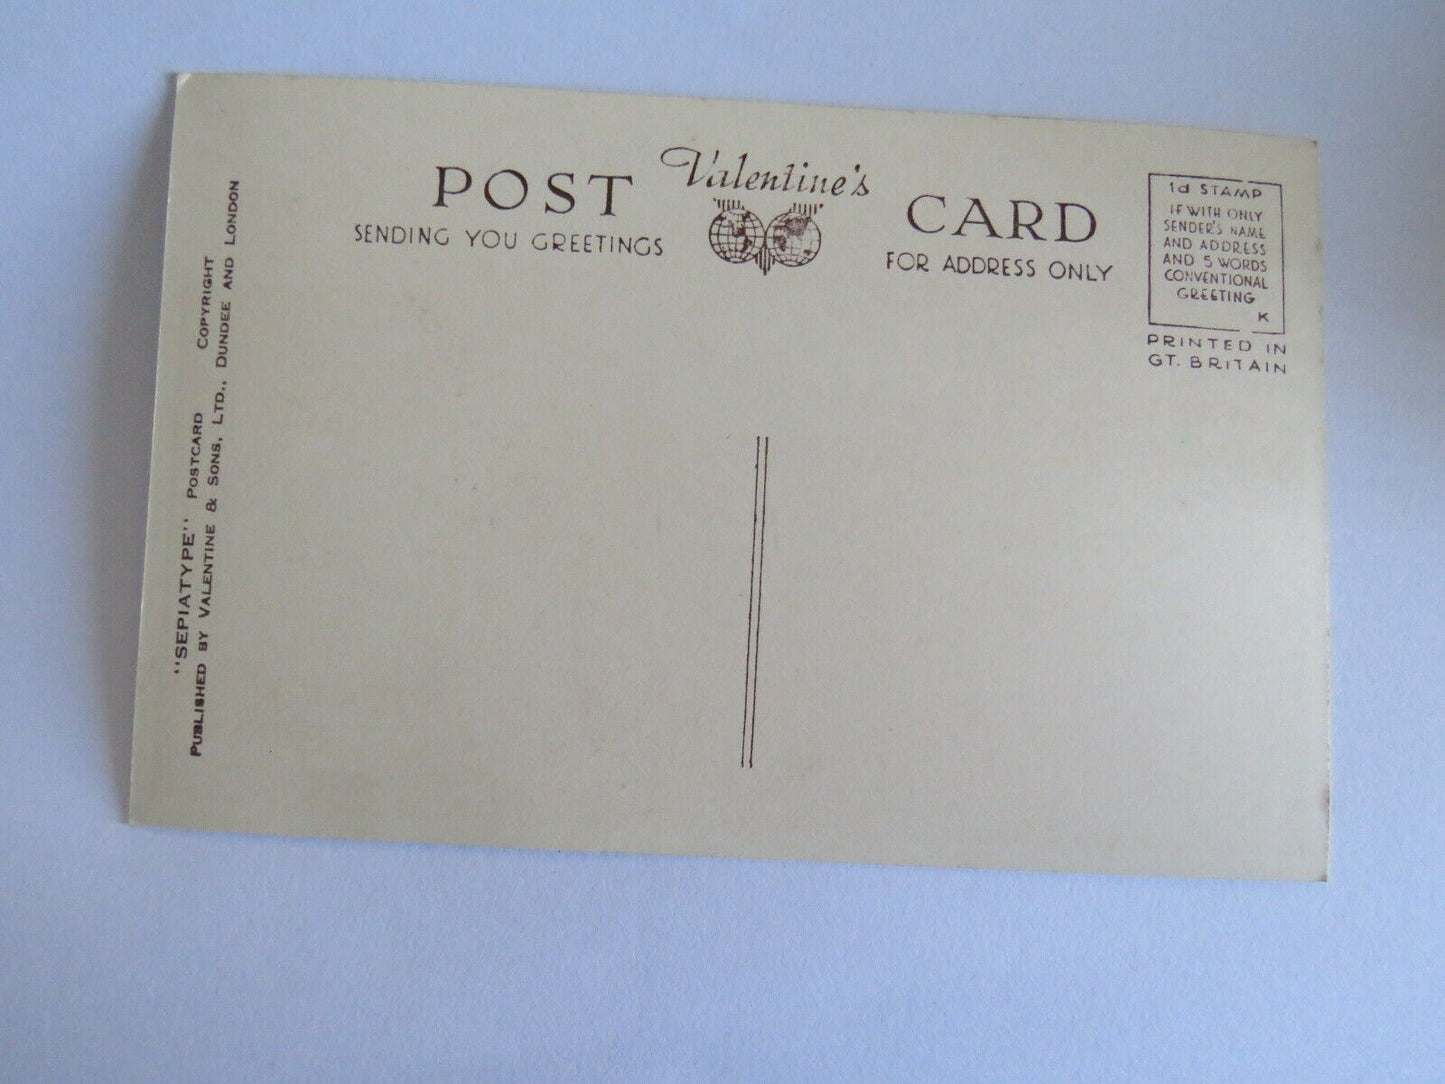 Valentine's
POST CARD
SENDING YOU GREETINGS
FOR ADDRESS ONLY
1d STAMP
IF WITH ONLY
SENDER'S NAME
AND ADDRESS
AND 5 WORDS
CONVENTIONAL
GREETING
K
PRINTED IN
GT. BRITAIN
"SEPIATYPE" POSTCARD COPYRIGHT
PUBLISHED BY VALENTINE & SONS, LTD., DUNDEE AND LONDON